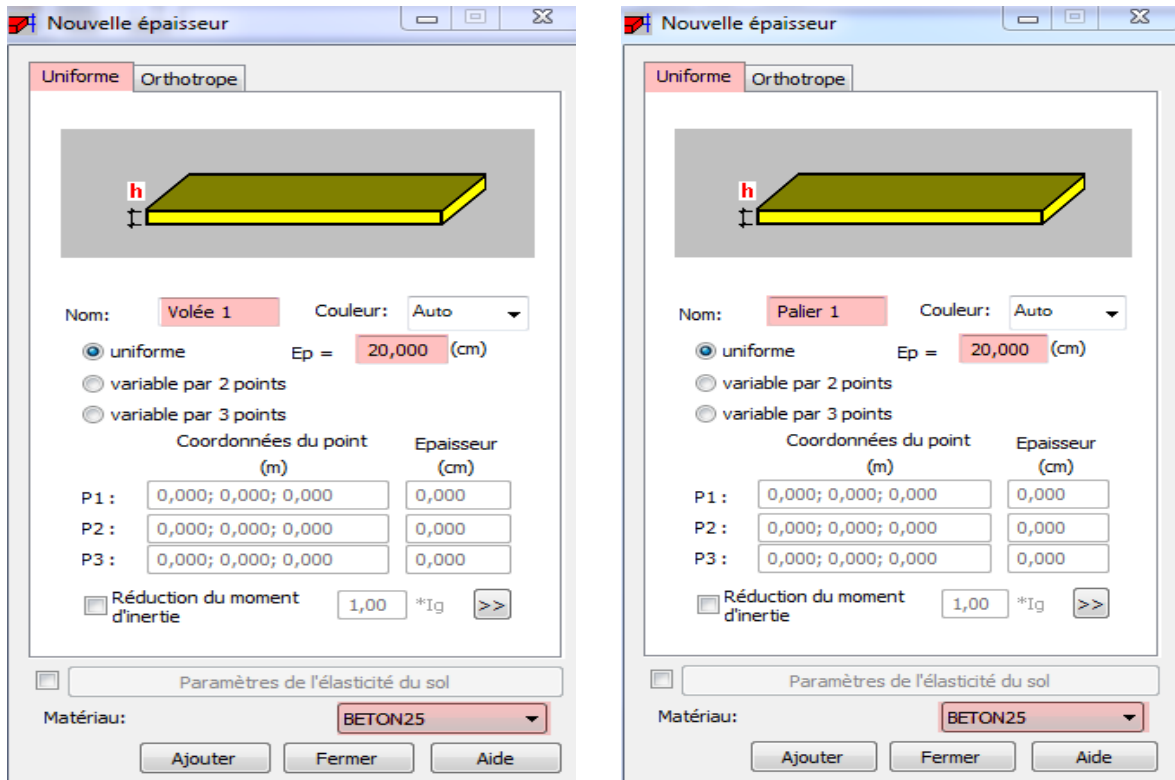 Nouvelle épaisseur
Uniforme Orthotrope
h
Nom: Volée 1 Couleur: Auto
uniforme Ep = 20,000 (cm)
variable par 2 points
variable par 3 points
Coordonnées du point Epaisseur
(m) (cm)
P1 : 0,000; 0,000; 0,000 0,000
P2 : 0,000; 0,000; 0,000 0,000
P3 : 0,000; 0,000; 0,000 0,000
Réduction du moment
d'inertie 1,00 *Ig >>
Paramètres de l'élasticité du sol
Matériau: BETON25
Ajouter Fermer Aide
Nouvelle épaisseur
Uniforme Orthotrope
h
Nom: Palier 1 Couleur: Auto
uniforme Ep = 20,000 (cm)
variable par 2 points
variable par 3 points
Coordonnées du point Epaisseur
(m) (cm)
P1 : 0,000; 0,000; 0,000 0,000
P2 : 0,000; 0,000; 0,000 0,000
P3 : 0,000; 0,000; 0,000 0,000
Réduction du moment
d'inertie 1,00 *Ig >>
Paramètres de l'élasticité du sol
Matériau: BETON25
Ajouter Fermer Aide